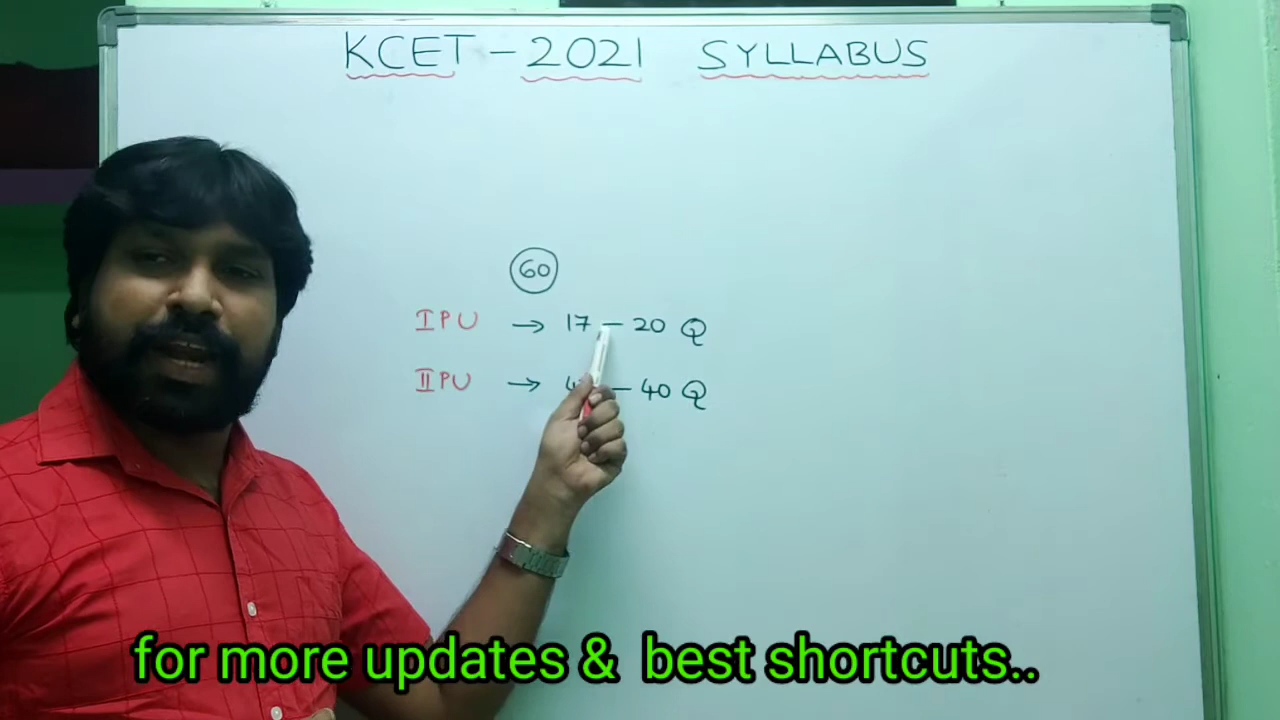 KCET - 2021 SYLLABUS
60
I PU → 17 - 20 Q
II PU → - 40 Q
for more updates & best shortcuts..